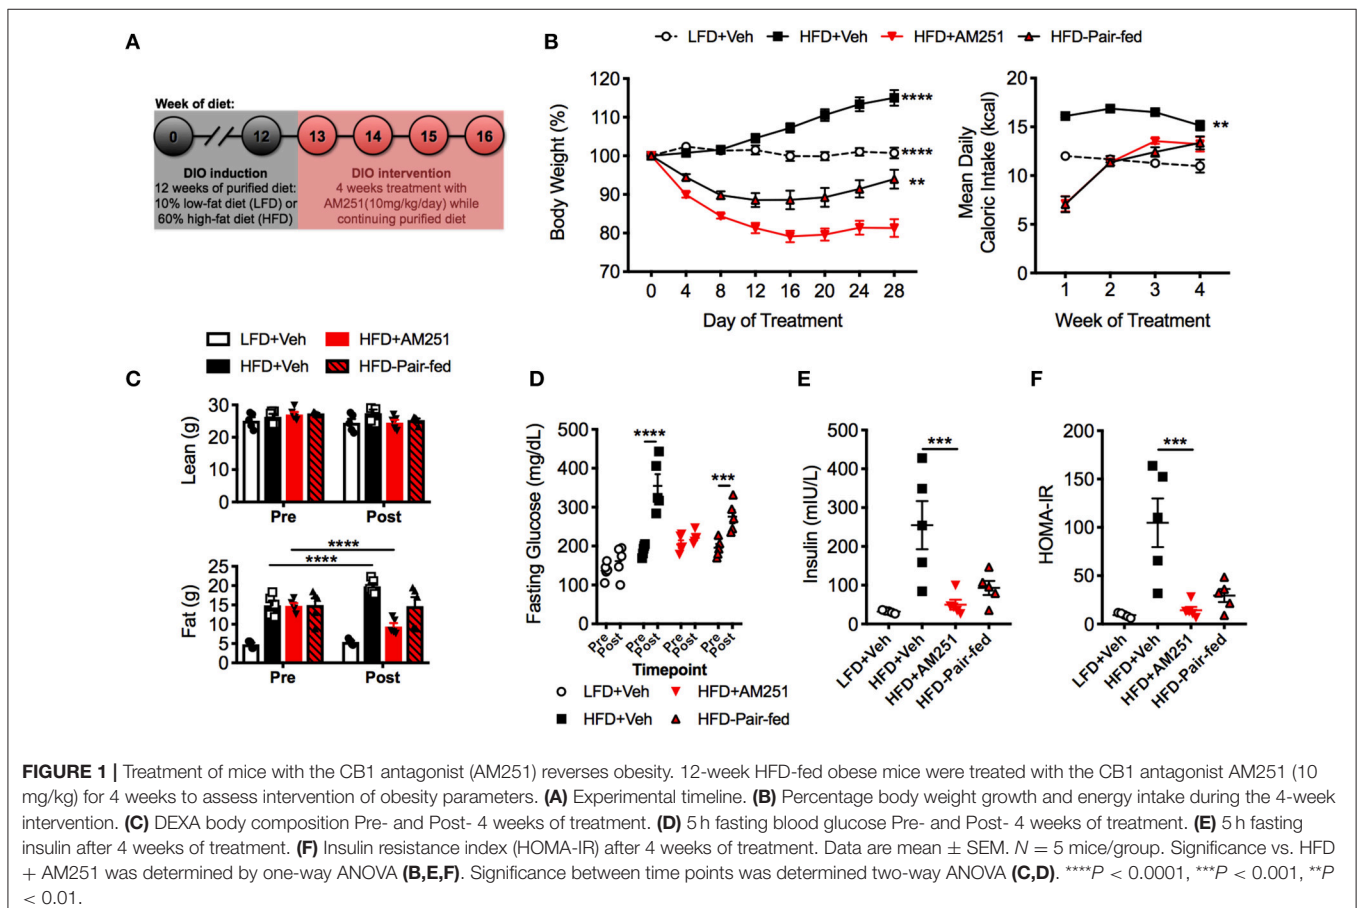 A
Week of diet:
0
12
13
14
15
16
DIO induction
12 weeks of purified diet:
10% low-fat diet (LFD) or
60% high-fat diet (HFD)
DIO intervention
4 weeks treatment with
AM251(10mg/kg/day) while
continuing purified diet
B
LFD+Veh HFD+Veh HFD+AM251 HFD-Pair-fed
Body Weight (%)
120
110
100
90
80
70
0 4 8 12 16 20 24 28
Day of Treatment
****
****
**
Mean Daily
Caloric Intake (kcal)
20
15
10
5
0
1 2 3 4
Week of Treatment
**
LFD+Veh HFD+AM251
HFD+Veh HFD-Pair-fed
C
Lean (g)
30
20
10
0
Pre Post
Fat (g)
25
20
15
10
5
0
****
****
Pre Post
D
Fasting Glucose (mg/dL)
500
400
300
200
100
0
****
***
Pre Post Pre Post Pre Post Pre Post
Timepoint
LFD+Veh HFD+AM251
HFD+Veh HFD-Pair-fed
E
Insulin (mIU/L)
500
400
300
200
100
0
***
LFD+Veh
HFD+Veh
HFD+AM251
HFD-Pair-fed
F
HOMA-IR
200
150
100
50
0
***
LFD+Veh
HFD+Veh
HFD+AM251
HFD-Pair-fed
FIGURE 1 | Treatment of mice with the CB1 antagonist (AM251) reverses obesity. 12-week HFD-fed obese mice were treated with the CB1 antagonist AM251 (10
mg/kg) for 4 weeks to assess intervention of obesity parameters. (A) Experimental timeline. (B) Percentage body weight growth and energy intake during the 4-week
intervention. (C) DEXA body composition Pre- and Post- 4 weeks of treatment. (D) 5 h fasting blood glucose Pre- and Post- 4 weeks of treatment. (E) 5 h fasting
insulin after 4 weeks of treatment. (F) Insulin resistance index (HOMA-IR) after 4 weeks of treatment. Data are mean ± SEM. N = 5 mice/group. Significance vs. HFD
+ AM251 was determined by one-way ANOVA (B,E,F). Significance between time points was determined two-way ANOVA (C,D). ****P < 0.0001, ***P < 0.001, **P
< 0.01.